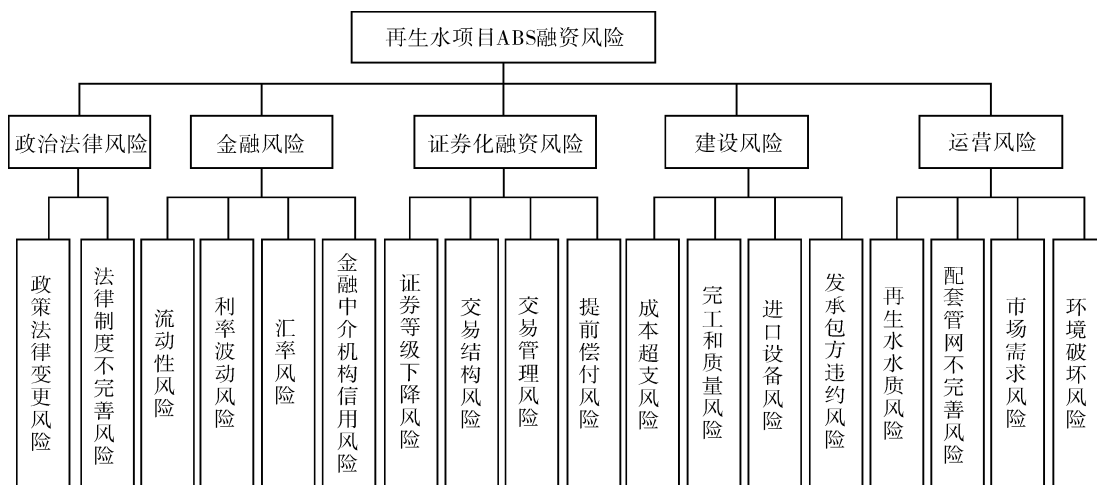 再生水项目ABS融资风险
政治法律风险
金融风险
证券化融资风险
建设风险
运营风险
政策法律变更风险
法律制度不完善风险
流动性风险
利率波动风险
汇率风险
金融中介机构信用风险
证券等级下降风险
交易结构风险
交易管理风险
提前偿付风险
成本超支风险
完工和质量风险
进口设备风险
发承包方违约风险
再生水水质风险
配套管网不完善风险
市场需求风险
环境破坏风险